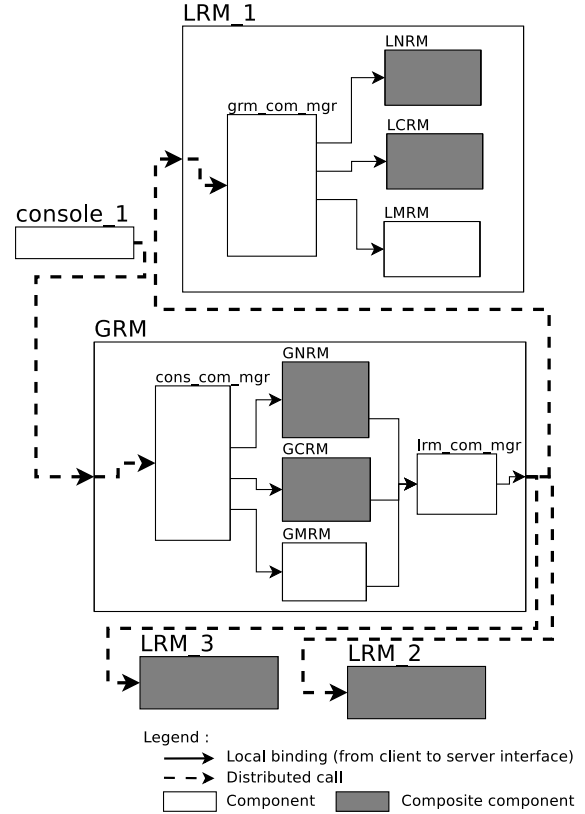 LRM_1
LNRM
grm_com_mgr
LCRM
LMRM
console_1
GRM
GNRM
cons_com_mgr
lrm_com_mgr
GCRM
GMRM
LRM_3
LRM_2
Legend :
Local binding (from client to server interface)
Distributed call
Component
Composite component